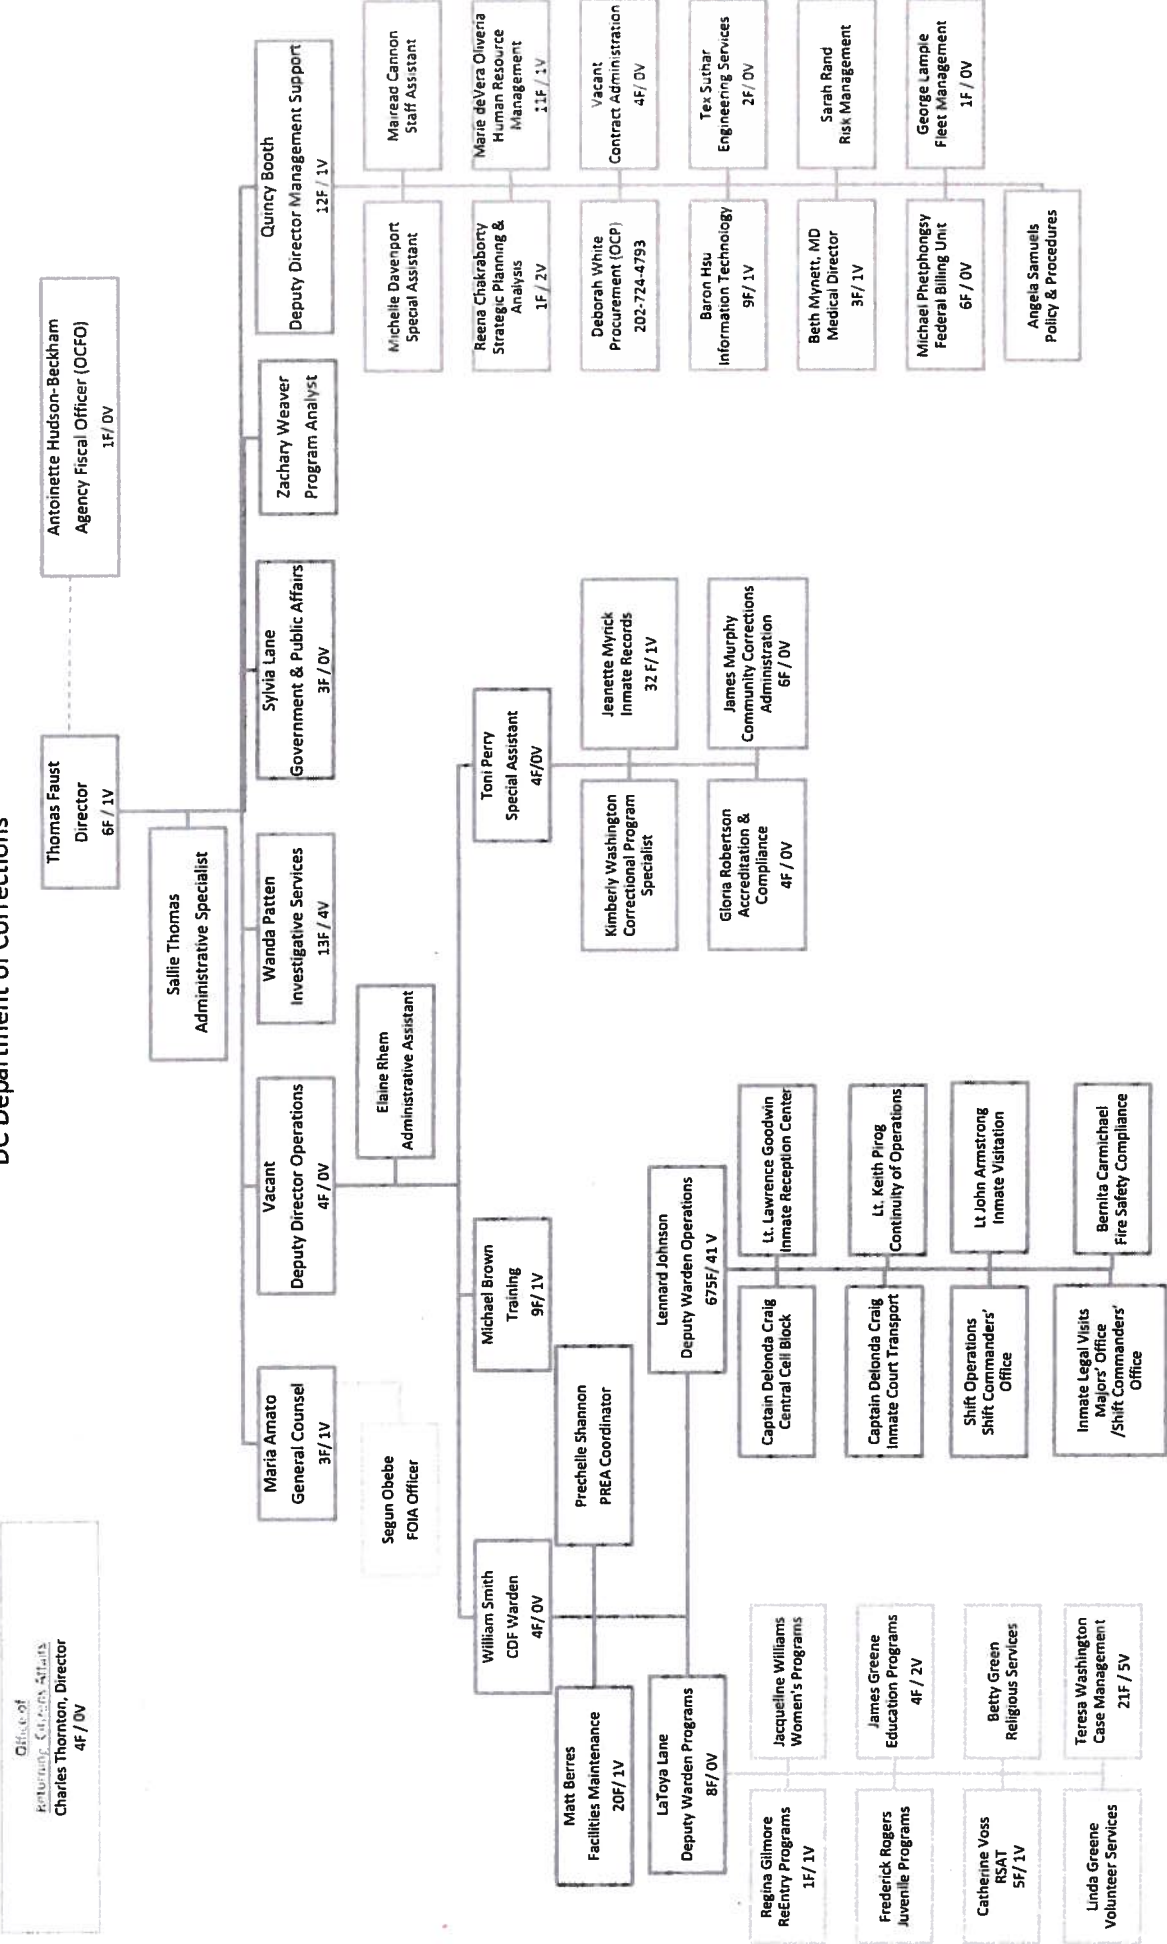 DC Department of Corrections
Office of
Returning Citizens Affairs
Charles Thornton, Director
4F / 0V
Thomas Faust
Director
6F / 1V
Antoinette Hudson-Beckham
Agency Fiscal Officer (OCFO)
1F/ 0V
Sallie Thomas
Administrative Specialist
Maria Amato
General Counsel
3F/ 1V
Vacant
Deputy Director Operations
4F/ 0V
Wanda Patten
Investigative Services
13F / 4V
Sylvia Lane
Government & Public Affairs
3F / 0V
Zachary Weaver
Program Analyst
Quincy Booth
Deputy Director Management Support
12F / 1V
Segun Obebe
FOIA Officer
Elaine Rhem
Administrative Assistant
Michelle Davenport
Special Assistant
Mairead Cannon
Staff Assistant
William Smith
CDF Warden
4F/ 0V
Michael Brown
Training
9F/ 1V
Toni Perry
Special Assistant
4F/0V
Reena Chakraborty
Strategic Planning &
Analysis
1F / 2V
Marie deVera Oliveria
Human Resource
Management
11F / 1V
Matt Berres
Facilities Maintenance
20F/ 1V
Prechelle Shannon
PREA Coordinator
Kimberly Washington
Correctional Program
Specialist
Jeanette Myrick
Inmate Records
32 F/ 1V
Deborah White
Procurement (OCP)
202-724-4793
Vacant
Contract Administration
4F/ 0V
LaToya Lane
Deputy Warden Programs
8F/ 0V
Lennard Johnson
Deputy Warden Operations
675F/ 41 V
Gloria Robertson
Accreditation &
Compliance
4F / 0V
James Murphy
Community Corrections
Administration
6F / 0V
Baron Hsu
Information Technology
9F/ 1V
Tex Suthar
Engineering Services
2F/ 0V
Regina Gilmore
ReEntry Programs
1F/ 1V
Jacqueline Williams
Women's Programs
Captain Delonda Craig
Central Cell Block
Lt. Lawrence Goodwin
Inmate Reception Center
Beth Mynett, MD
Medical Director
3F/ 1V
Sarah Rand
Risk Management
Frederick Rogers
Juvenile Programs
James Greene
Education Programs
4F / 2V
Captain Delonda Craig
Inmate Court Transport
Lt. Keith Pirog
Continuity of Operations
Michael Phetphongsy
Federal Billing Unit
6F / 0V
George Lample
Fleet Management
1F / 0V
Catherine Voss
RSAT
5F/ 1V
Betty Green
Religious Services
Shift Operations
Shift Commanders'
Office
Lt John Armstrong
Inmate Visitation
Angela Samuels
Policy & Procedures
Linda Greene
Volunteer Services
Teresa Washington
Case Management
21F / 5V
Inmate Legal Visits
Majors' Office
/Shift Commanders'
Office
Bernita Carmichael
Fire Safety Compliance